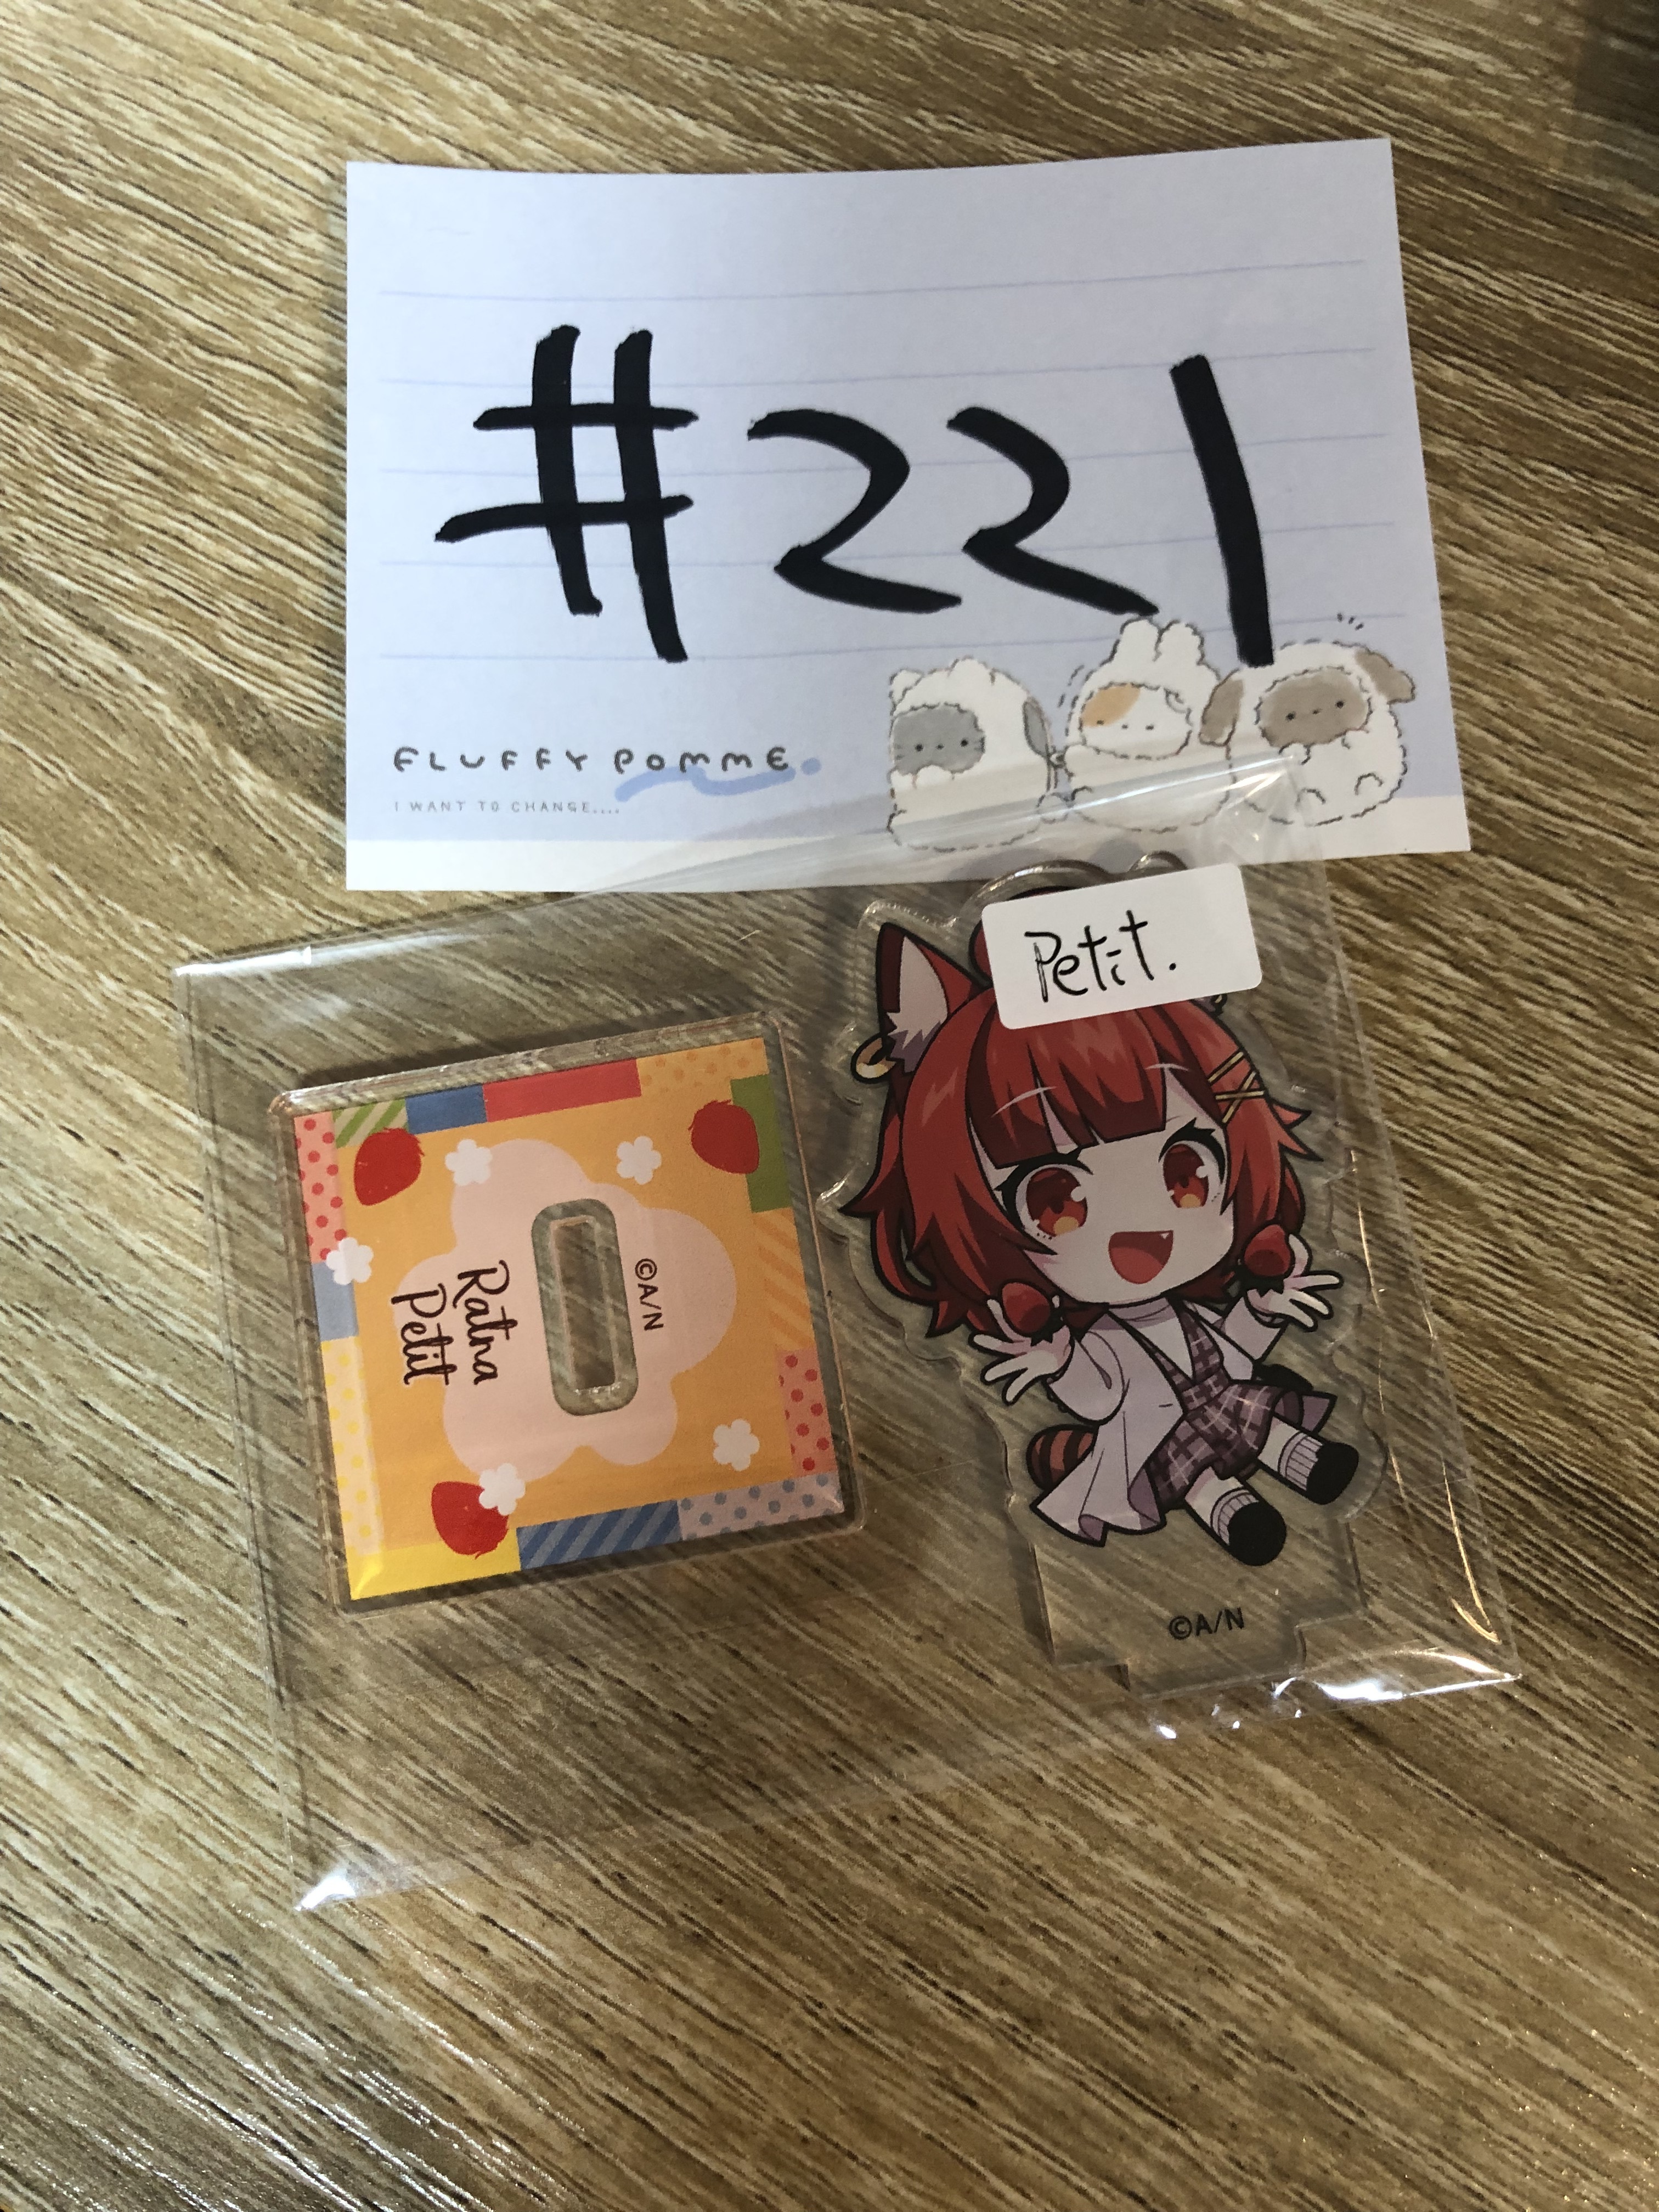 #221
FLUFFY POMME.
I WANT TO CHANGE....
Petit.
©A/N
Ratna
Petit
©A/N